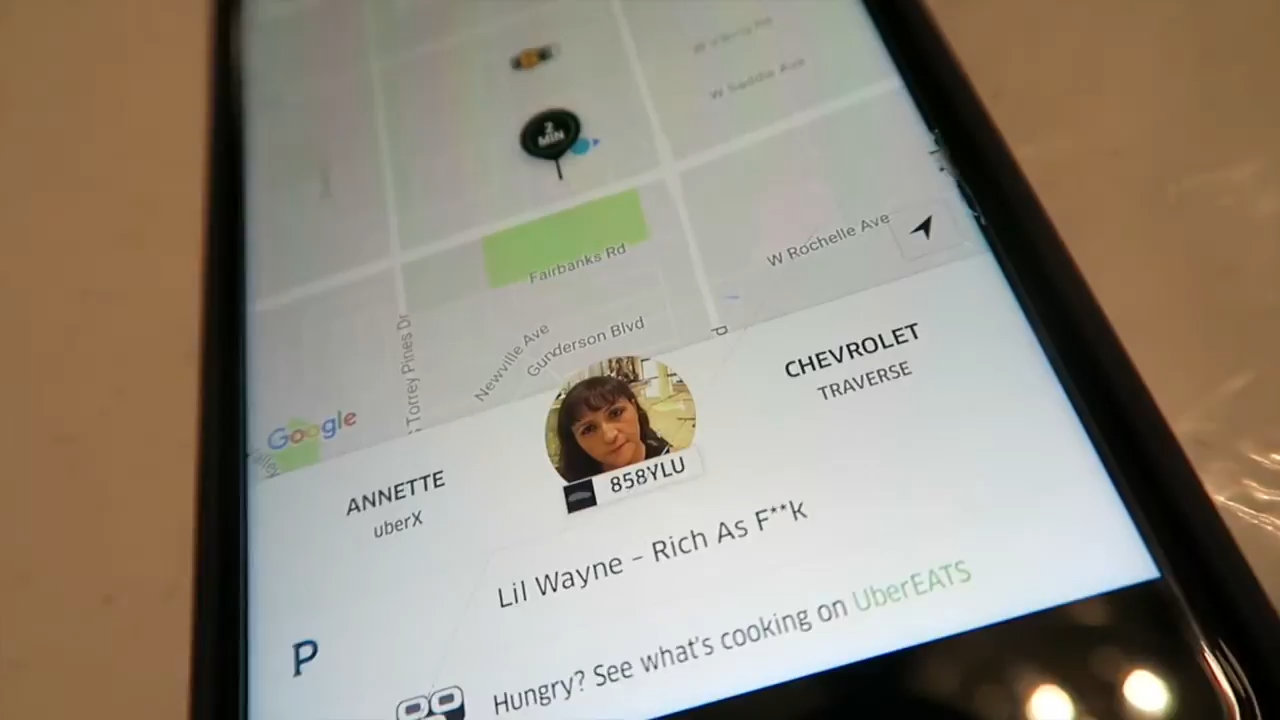 W Saddle Ave
2
MIN
Fairbanks Rd
W Rochelle Ave
Gunderson Blvd
Newville Ave
Torrey Pines Dr
Google
CHEVROLET
TRAVERSE
ANNETTE
uberX
858YLU
Lil Wayne – Rich As F**k
P
Hungry? See what's cooking on UberEATS